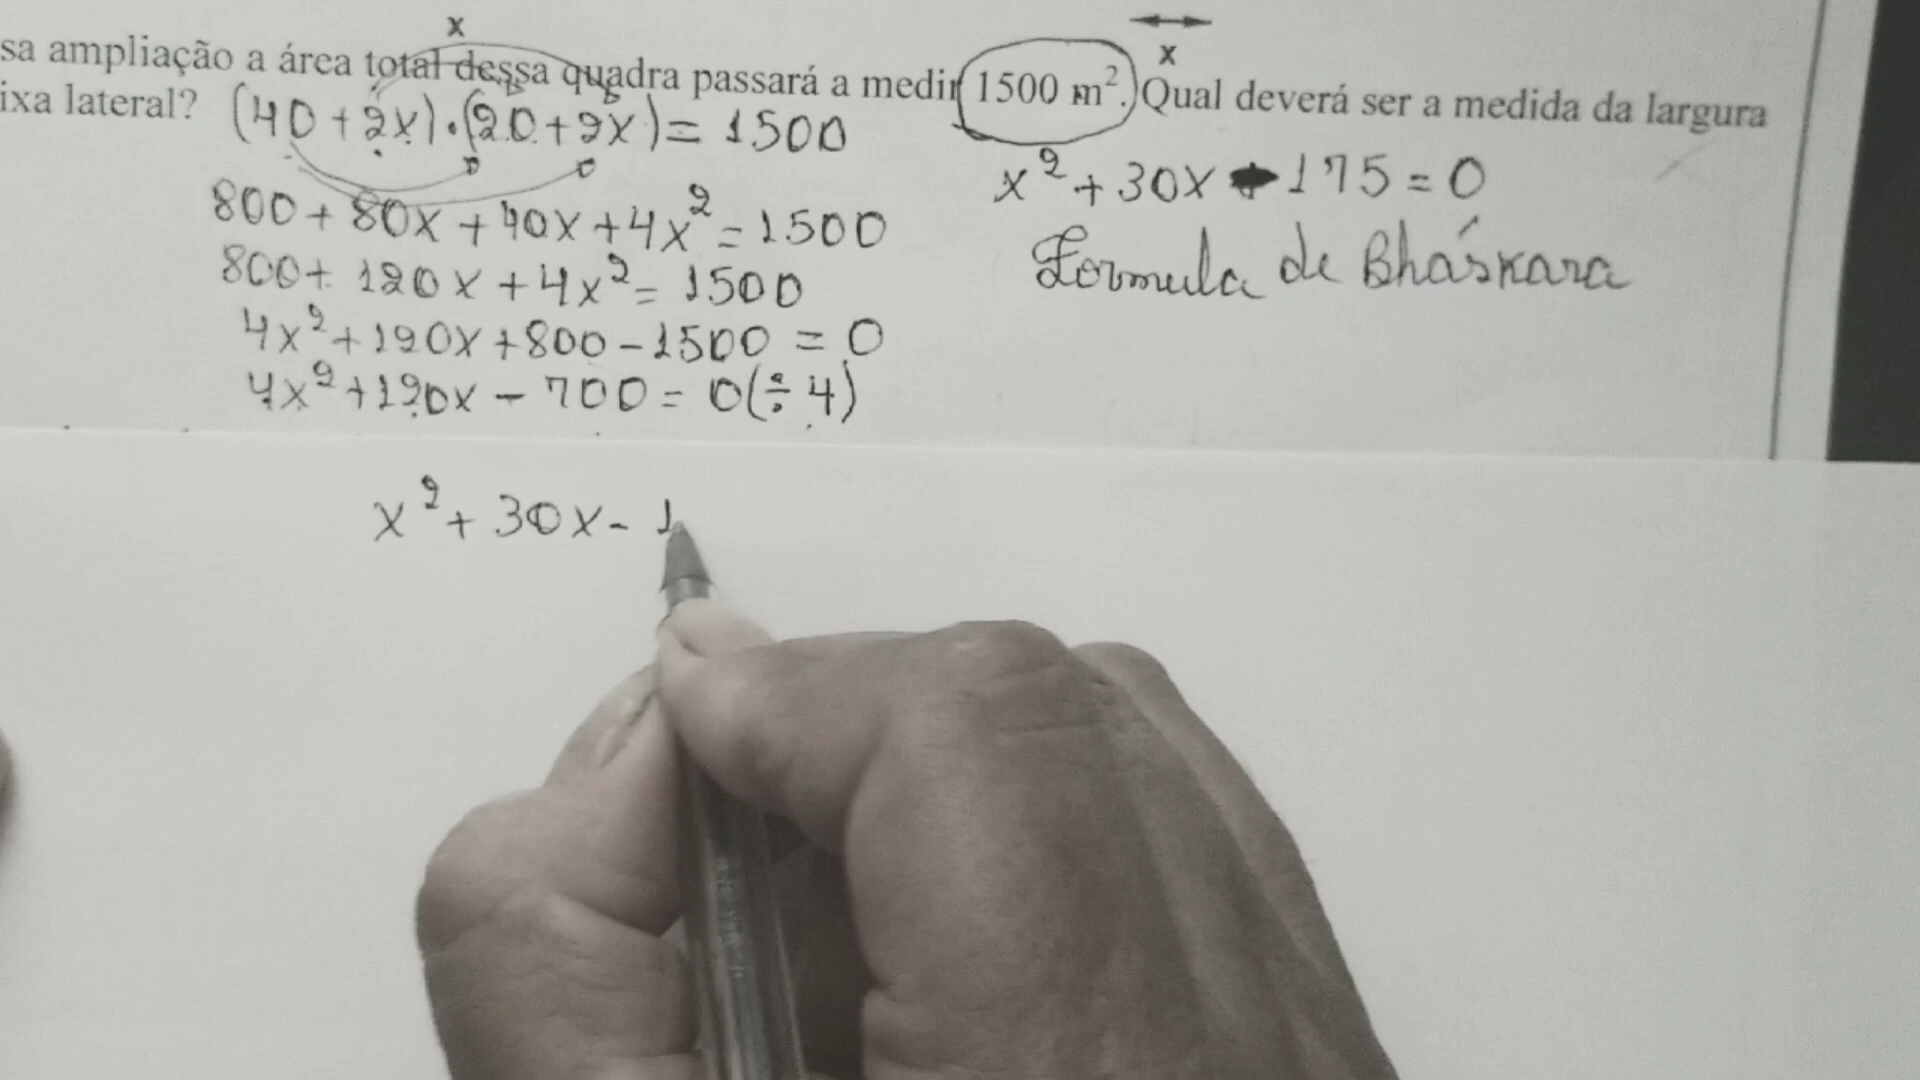 x
x
sa ampliação a área total dessa quadra passará a medir 1500 m². Qual deverá ser a medida da largura
ixa lateral?
(40+2x).(20+2x)=1500
800+80x+40x+4x²=1500
800+120x+4x²=1500
4x²+120x+800-1500=0
4x²+120x-700=0(÷4)
x²+30x-175=0
Formula de Bháskara
x²+30x-1